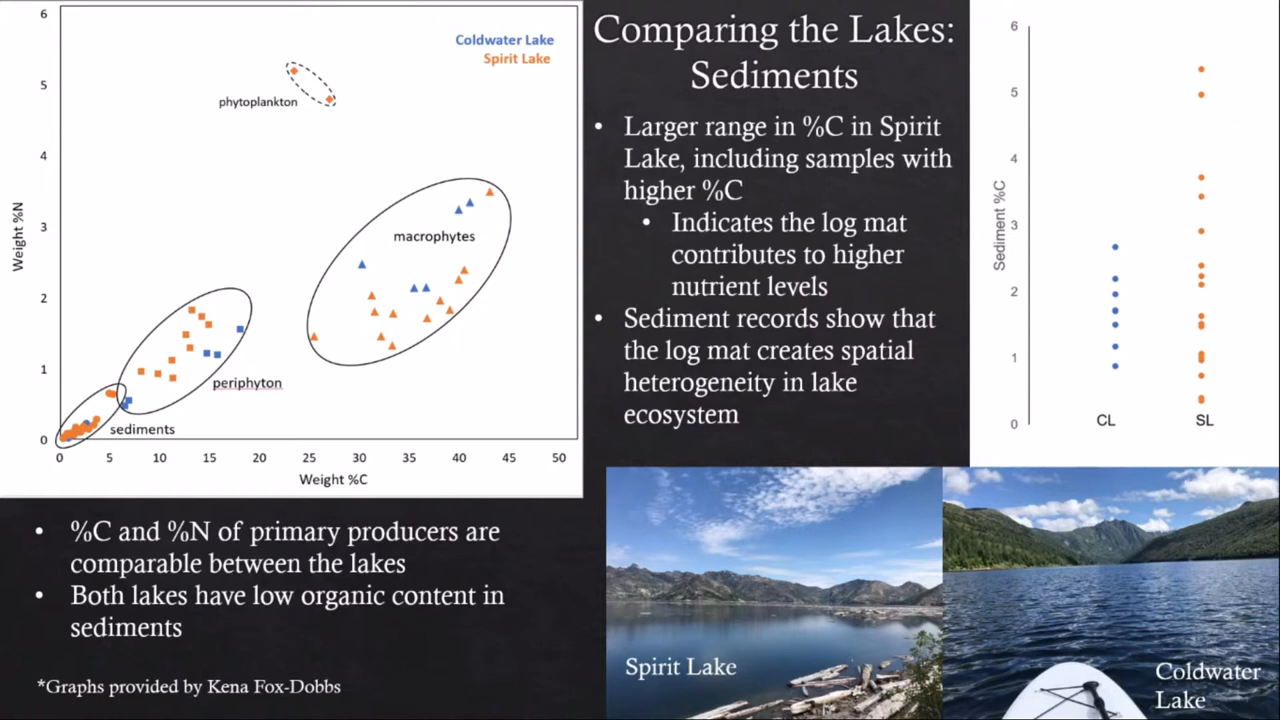 6
5
4
3
2
1
0
Weight %N
Coldwater Lake
Spirit Lake
phytoplankton
macrophytes
periphyton
sediments
0 5 10 15 20 25 30 35 40 45 50
Weight %C
Comparing the Lakes:
Sediments
• Larger range in %C in Spirit
Lake, including samples with
higher %C
• Indicates the log mat
contributes to higher
nutrient levels
• Sediment records show that
the log mat creates spatial
heterogeneity in lake
ecosystem
6
5
4
3
2
1
0
Sediment %C
CL SL
• %C and %N of primary producers are
comparable between the lakes
• Both lakes have low organic content in
sediments
*Graphs provided by Kena Fox-Dobbs
Spirit Lake
Coldwater
Lake